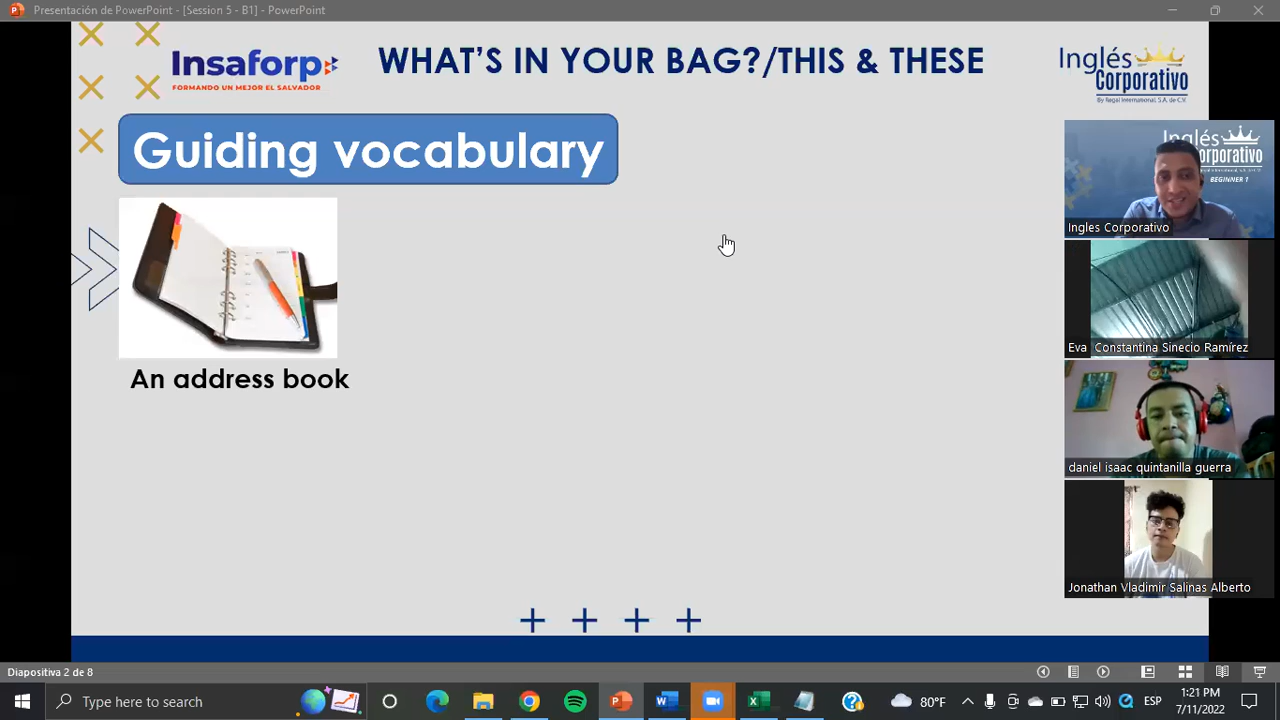 Presentación de PowerPoint - [Session 5 - B1] - PowerPoint
Insaforp
FORMANDO UN MEJOR EL SALVADOR
WHAT'S IN YOUR BAG?/THIS & THESE
Inglés
Corporativo
By Regal International, S.A. de C.V.
Guiding vocabulary
An address book
Inglés
Corporativo
BEGINNER 1
Ingles Corporativo
Eva Constantina Sinecio Ramírez
daniel isaac quintanilla guerra
Jonathan Vladimir Salinas Alberto
Diapositiva 2 de 8
Type here to search
80°F
ESP
1:21 PM
7/11/2022